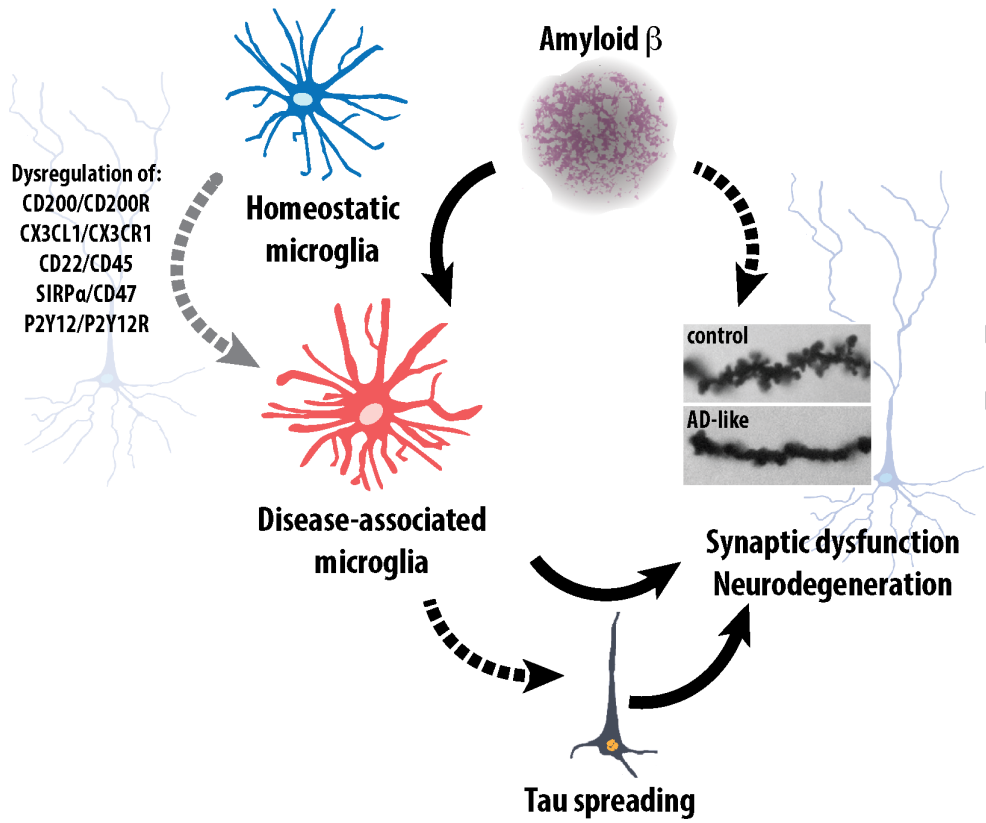 Amyloid β
Dysregulation of:
CD200/CD200R
CX3CL1/CX3CR1
CD22/CD45
SIRPα/CD47
P2Y12/P2Y12R
Homeostatic
microglia
control
AD-like
Disease-associated
microglia
Synaptic dysfunction
Neurodegeneration
Tau spreading